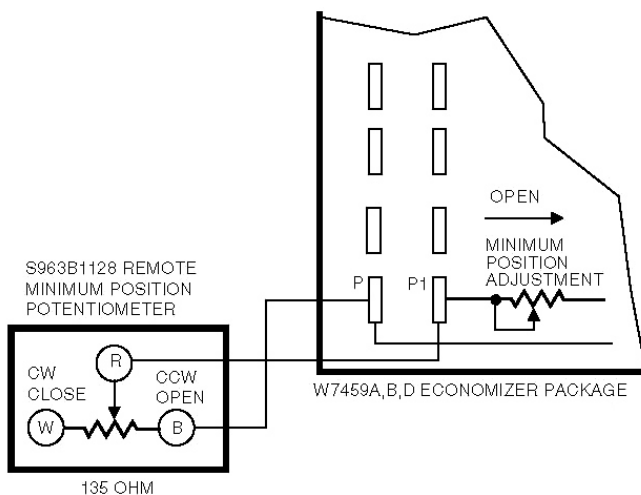 OPEN
MINIMUM
POSITION
ADJUSTMENT
P
P1
S963B1128 REMOTE
MINIMUM POSITION
POTENTIOMETER
R
CW
CLOSE
CCW
OPEN
W
B
135 OHM
W7459A,B,D ECONOMIZER PACKAGE